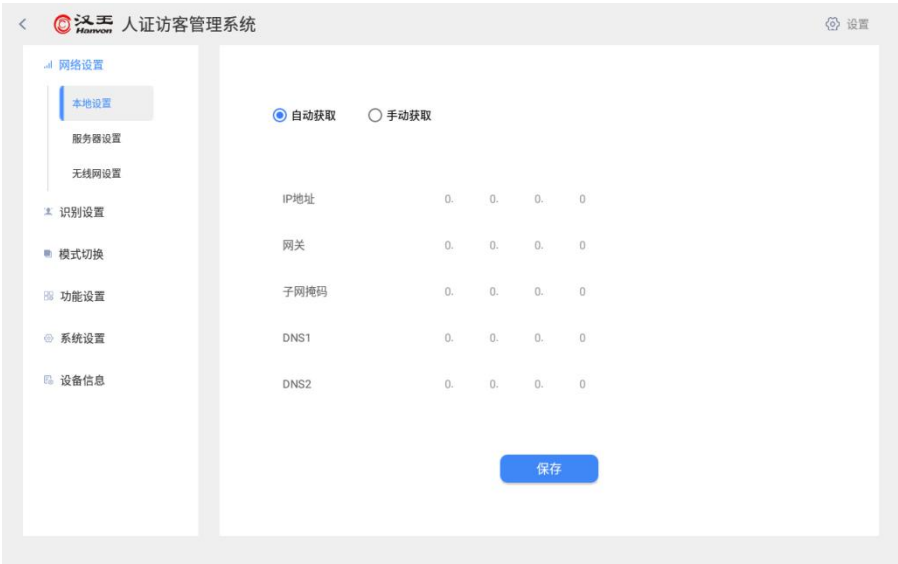 汉王 Hanvon 人证访客管理系统
设置
网络设置
本地设置
服务器设置
无线网设置
识别设置
模式切换
功能设置
系统设置
设备信息
自动获取 手动获取
IP地址 0. 0. 0. 0
网关 0. 0. 0. 0
子网掩码 0. 0. 0. 0
DNS1 0. 0. 0. 0
DNS2 0. 0. 0. 0
保存